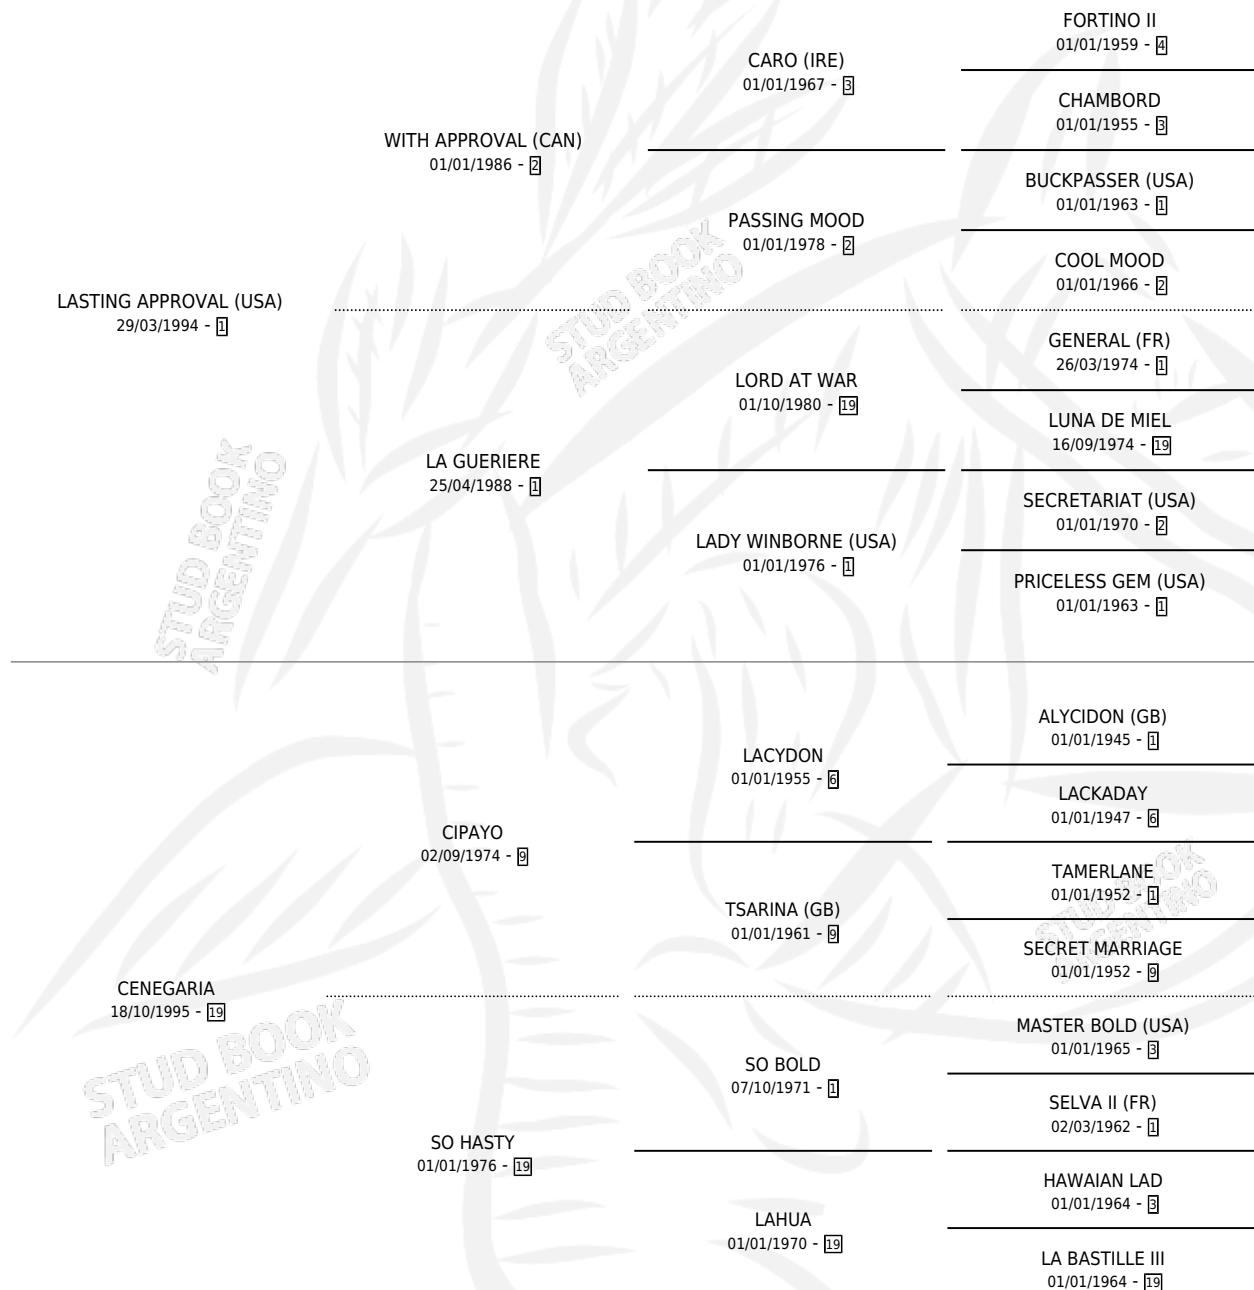 FORTINO II
01/01/1959 - 4
CARO (IRE)
01/01/1967 - 3
CHAMBORD
01/01/1955 - 3
WITH APPROVAL (CAN)
01/01/1986 - 2
BUCKPASSER (USA)
01/01/1963 - 1
PASSING MOOD
01/01/1978 - 2
COOL MOOD
01/01/1966 - 2
LASTING APPROVAL (USA)
29/03/1994 - 1
STUD BOOK
ARGENTINO
GENERAL (FR)
26/03/1974 - 1
LORD AT WAR
01/10/1980 - 19
LUNA DE MIEL
16/09/1974 - 19
LA GUERIERE
25/04/1988 - 1
SECRETARIAT (USA)
01/01/1970 - 2
LADY WINBORNE (USA)
01/01/1976 - 1
PRICELESS GEM (USA)
01/01/1963 - 1
STUD BOOK
ARGENTINO
ALYCIDON (GB)
01/01/1945 - 1
LACYDON
01/01/1955 - 6
LACKADAY
01/01/1947 - 6
CIPAYO
02/09/1974 - 9
TAMERLANE
01/01/1952 - 1
TSARINA (GB)
01/01/1961 - 9
STUD BOOK
ARGENTINO
SECRET MARRIAGE
01/01/1952 - 9
CENEGARIA
18/10/1995 - 19
MASTER BOLD (USA)
01/01/1965 - 3
SO BOLD
07/10/1971 - 1
SELVA II (FR)
02/03/1962 - 1
STUD BOOK
ARGENTINO
SO HASTY
01/01/1976 - 19
HAWAIAN LAD
01/01/1964 - 3
LAHUA
01/01/1970 - 19
LA BASTILLE III
01/01/1964 - 19